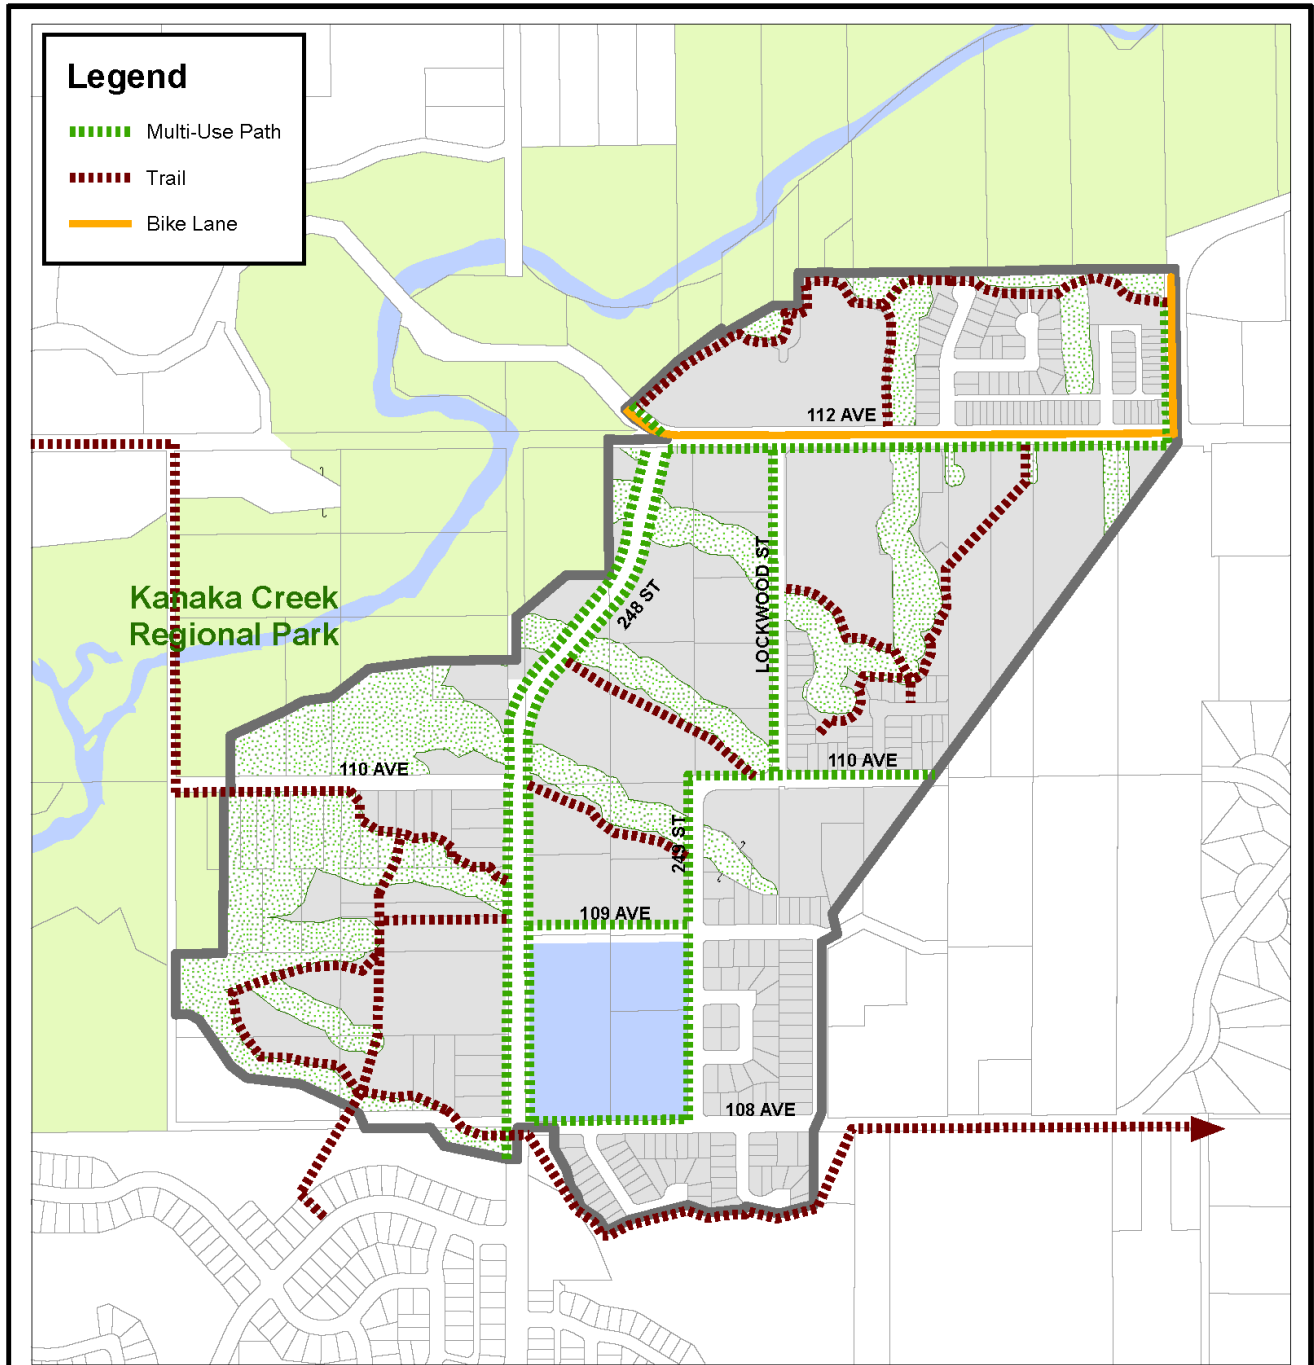 Legend
Multi-Use Path
Trail
Bike Lane
112 AVE
LOCKWOOD ST
248 ST
Kanaka Creek
Regional Park
110 AVE
110 AVE
249 ST
109 AVE
108 AVE